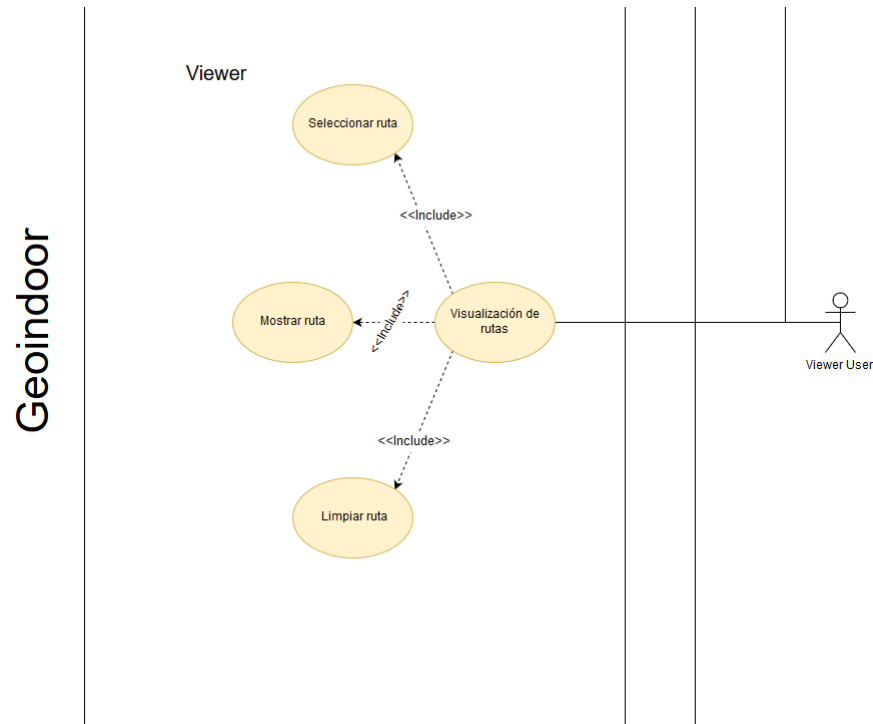 Geoindoor
Viewer
Seleccionar ruta
<<Include>>
Mostrar ruta
<<Include>>
Visualización de
rutas
Viewer User
<<Include>>
Limpiar ruta